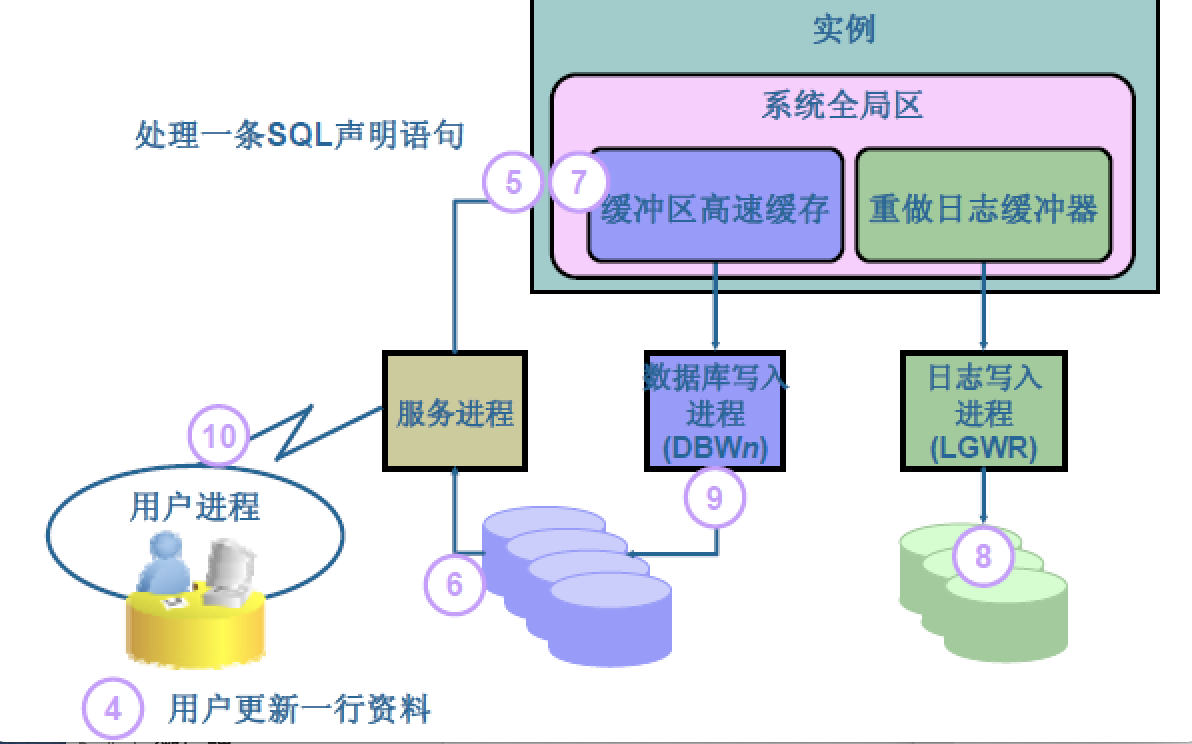 实例
系统全局区
处理一条SQL声明语句
5
7
缓冲区高速缓存
重做日志缓冲器
服务进程
数据库写入
进程
(DBWn)
日志写入
进程
(LGWR)
10
用户进程
9
8
6
4
用户更新一行资料